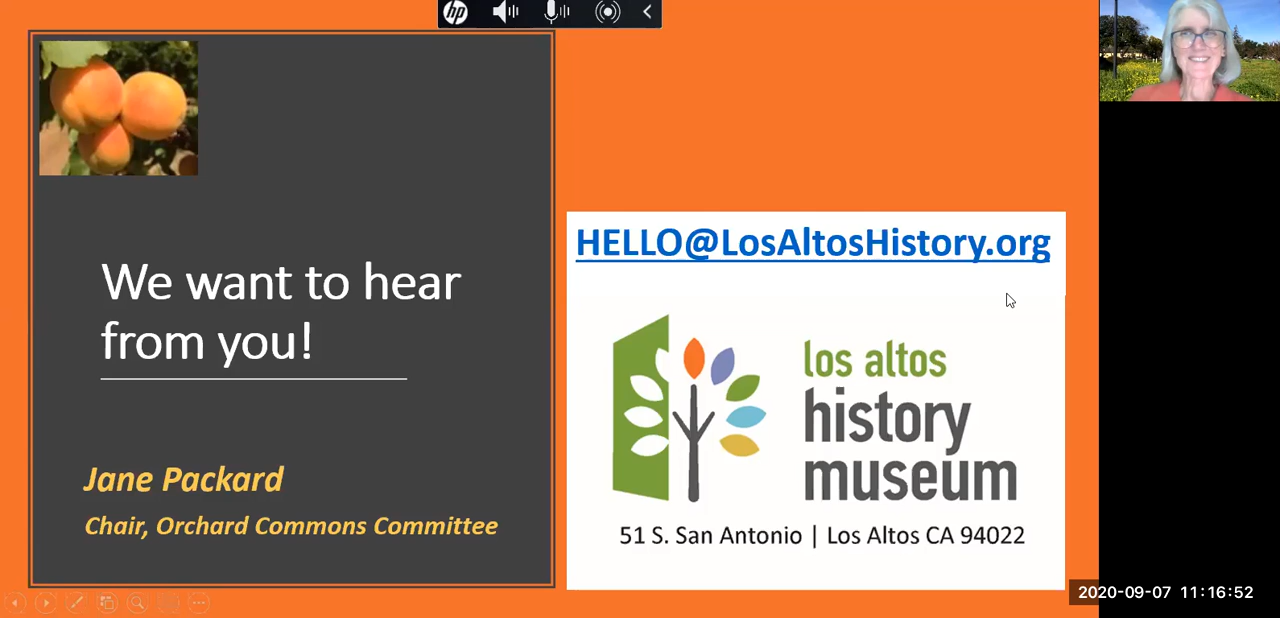 hp
We want to hear
from you!
Jane Packard
Chair, Orchard Commons Committee
HELLO@LosAltosHistory.org
los altos
history
museum
51 S. San Antonio | Los Altos CA 94022
2020-09-07 11:16:52